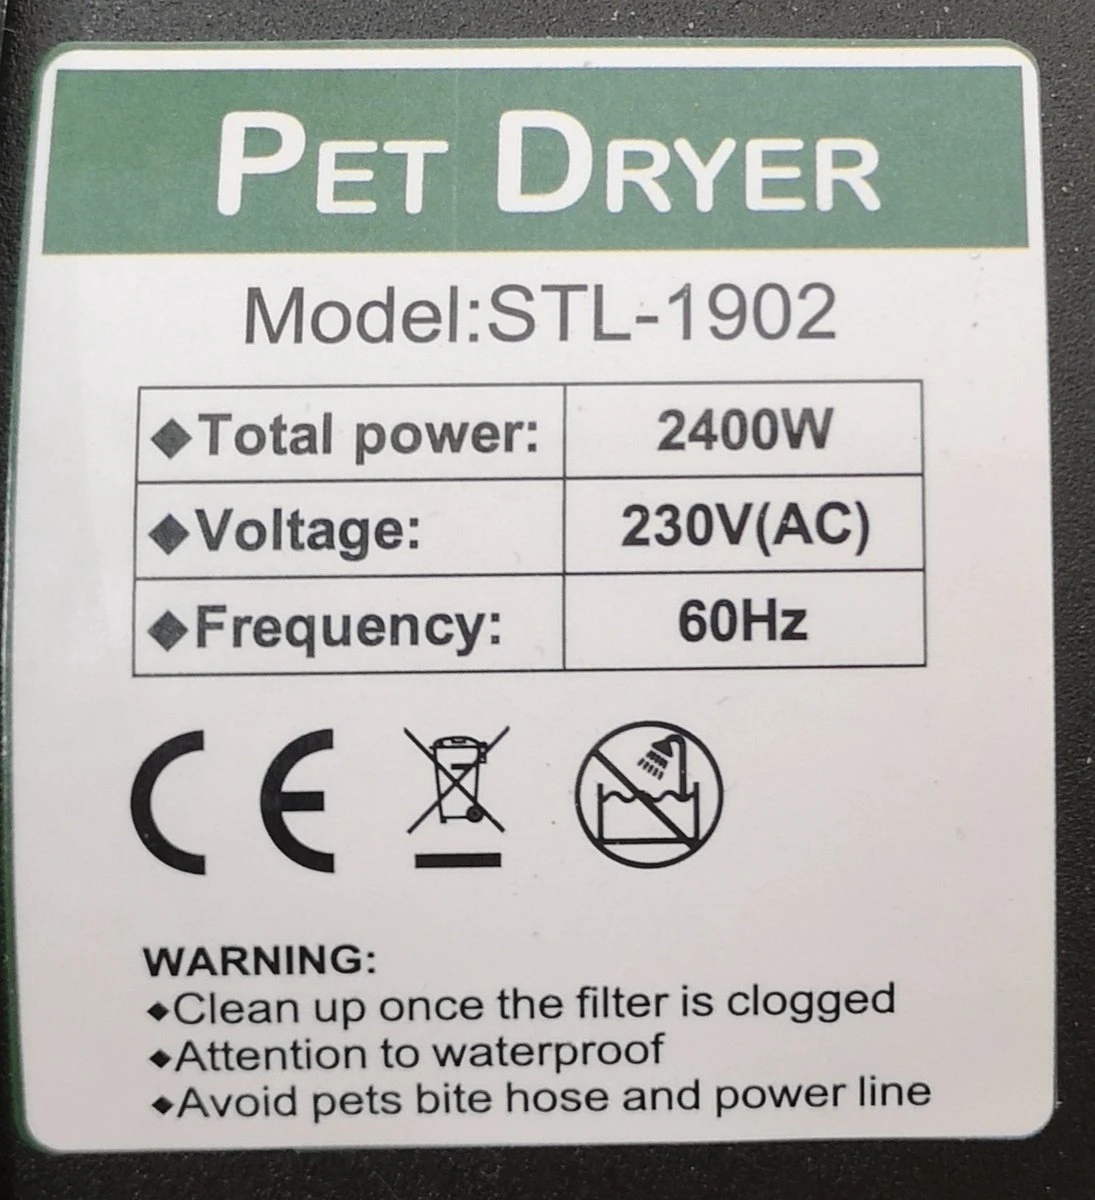 PET DRYER
Model:STL-1902
◆Total power: 2400W
◆Voltage: 230V(AC)
◆Frequency: 60Hz
CE
WARNING:
◆Clean up once the filter is clogged
◆Attention to waterproof
◆Avoid pets bite hose and power line